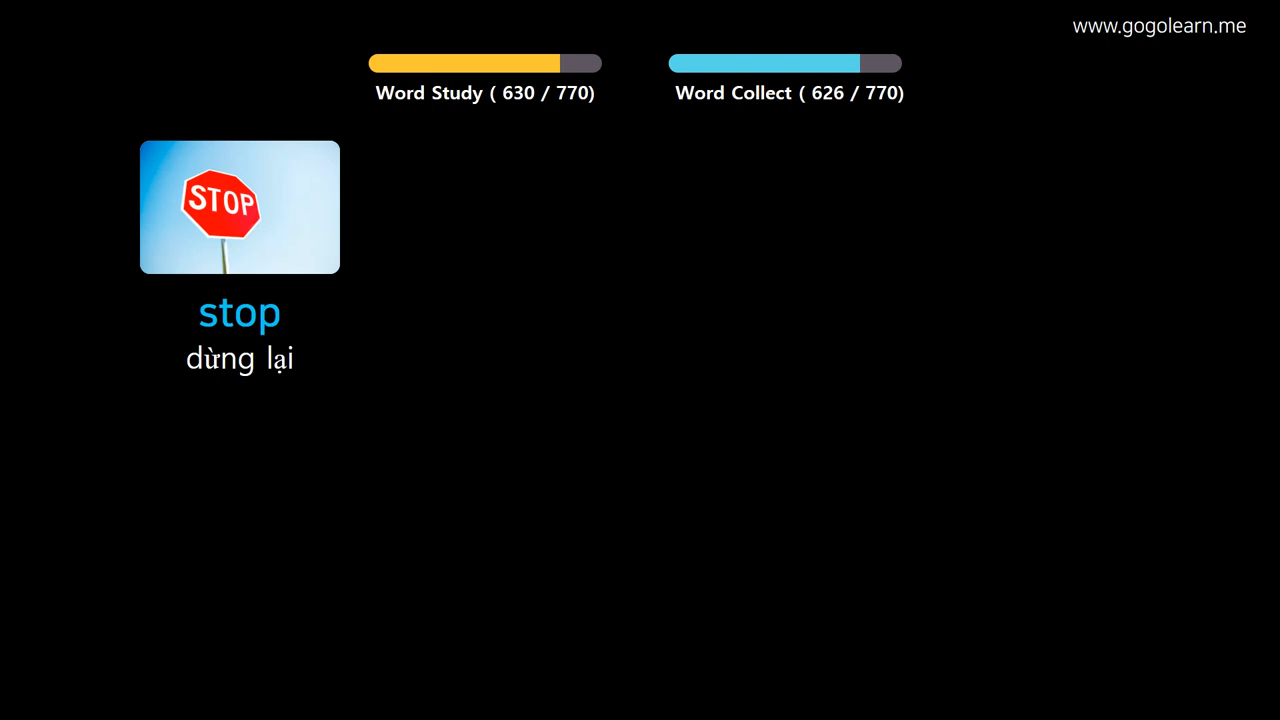 www.gogolearn.me
Word Study ( 630 / 770)
Word Collect ( 626 / 770)
STOP
stop
dừng lại